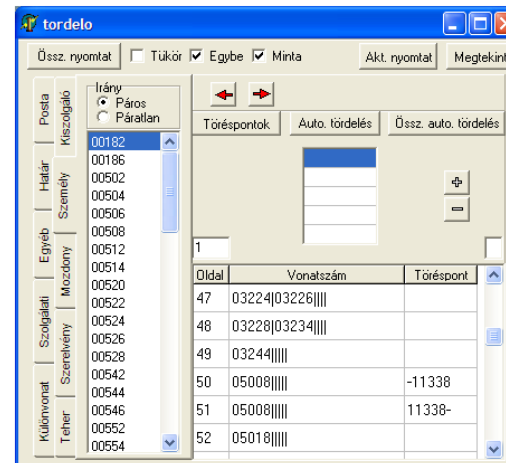 tordelo
Össz. nyomtat Tükör Egybe Minta Akt. nyomtat Megtekint
Posta Kiszolgáló
Határ Személy
Egyéb Mozdony
Szolgálati Szerelvény
Különvonat Teher
Irány
Páros
Páratlan
00182
00186
00502
00504
00506
00508
00512
00514
00520
00522
00524
00526
00528
00542
00544
00546
00552
00554
Töréspontok Auto. tördelés Össz. auto. tördelés
1
Oldal Vonatszám Töréspont
47 03224|03226||||
48 03228|03234||||
49 03244|||||
50 05008||||| -11338
51 05008||||| 11338-
52 05018|||||